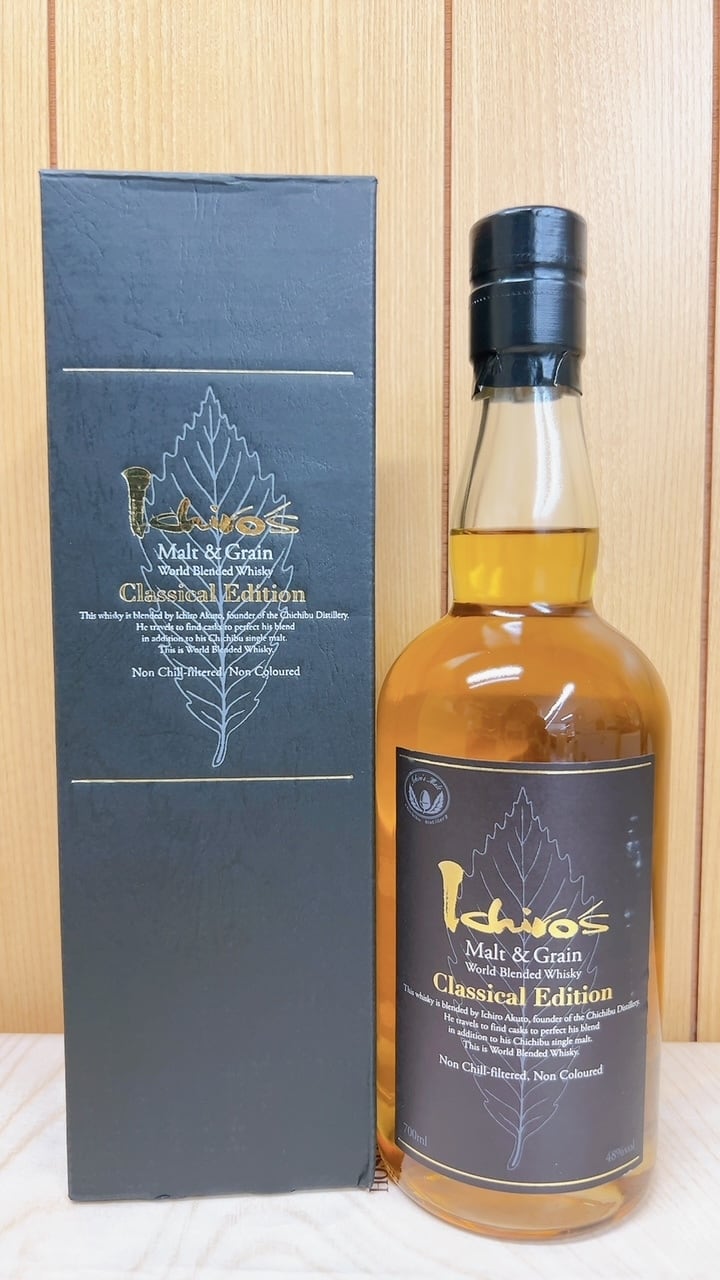 Ichiro's
Malt & Grain
World Blended Whisky
Classical Edition
This whisky is blended by Ichiro Akuto, founder of the Chichibu Distillery.
He travels to find casks to perfect his blend
in addition to his Chichibu single malt.
This is World Blended Whisky.
Non Chill-filtered, Non Coloured
Ichiro's Malt
Ichiro's
Malt & Grain
World Blended Whisky
Classical Edition
This whisky is blended by Ichiro Akuto, founder of the Chichibu Distillery.
He travels to find casks to perfect his blend
in addition to his Chichibu single malt.
This is World Blended Whisky.
Non Chill-filtered, Non Coloured
700ml
48%vol